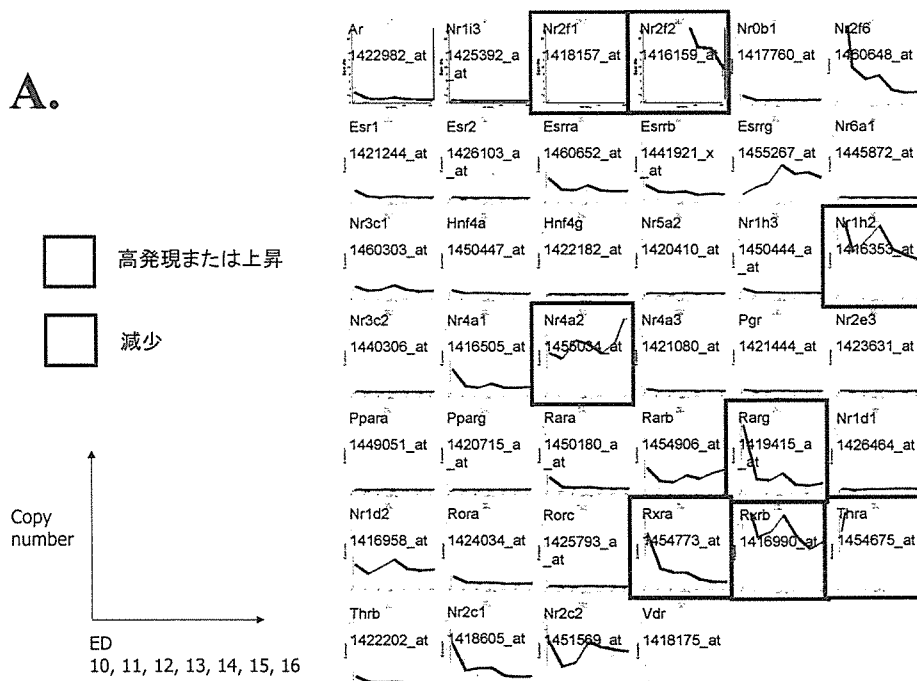 A.
高発現または上昇
減少
Copy
number
ED
10, 11, 12, 13, 14, 15, 16
Ar
1422982_at
Nr1i3
1425392_a
_at
Nr2f1
1418157_at
Nr2f2
1416159_at
Nr0b1
1417760_at
Nr2f6
1460648_at
Esr1
1421244_at
Esr2
1426103_a
_at
Esrra
1460652_at
Esrrb
1441921_x
_at
Esrrg
1455267_at
Nr6a1
1445872_at
Nr3c1
1460303_at
Hnf4a
1450447_at
Hnf4g
1422182_at
Nr5a2
1420410_at
Nr1h3
1450444_a
_at
Nr1h2
1416353_at
Nr3c2
1440306_at
Nr4a1
1416505_at
Nr4a2
1455034_at
Nr4a3
1421080_at
Pgr
1421444_at
Nr2e3
1423631_at
Ppara
1449051_at
Pparg
1420715_a
_at
Rara
1450180_a
_at
Rarb
1454906_at
Rarg
1419415_a
_at
Nr1d1
1426464_at
Nr1d2
1416958_at
Rora
1424034_at
Rorc
1425793_a
_at
Rxra
1454773_at
Rxrb
1416990_at
Thra
1454675_at
Thrb
1422202_at
Nr2c1
1418605_at
Nr2c2
1451569_at
Vdr
1418175_at